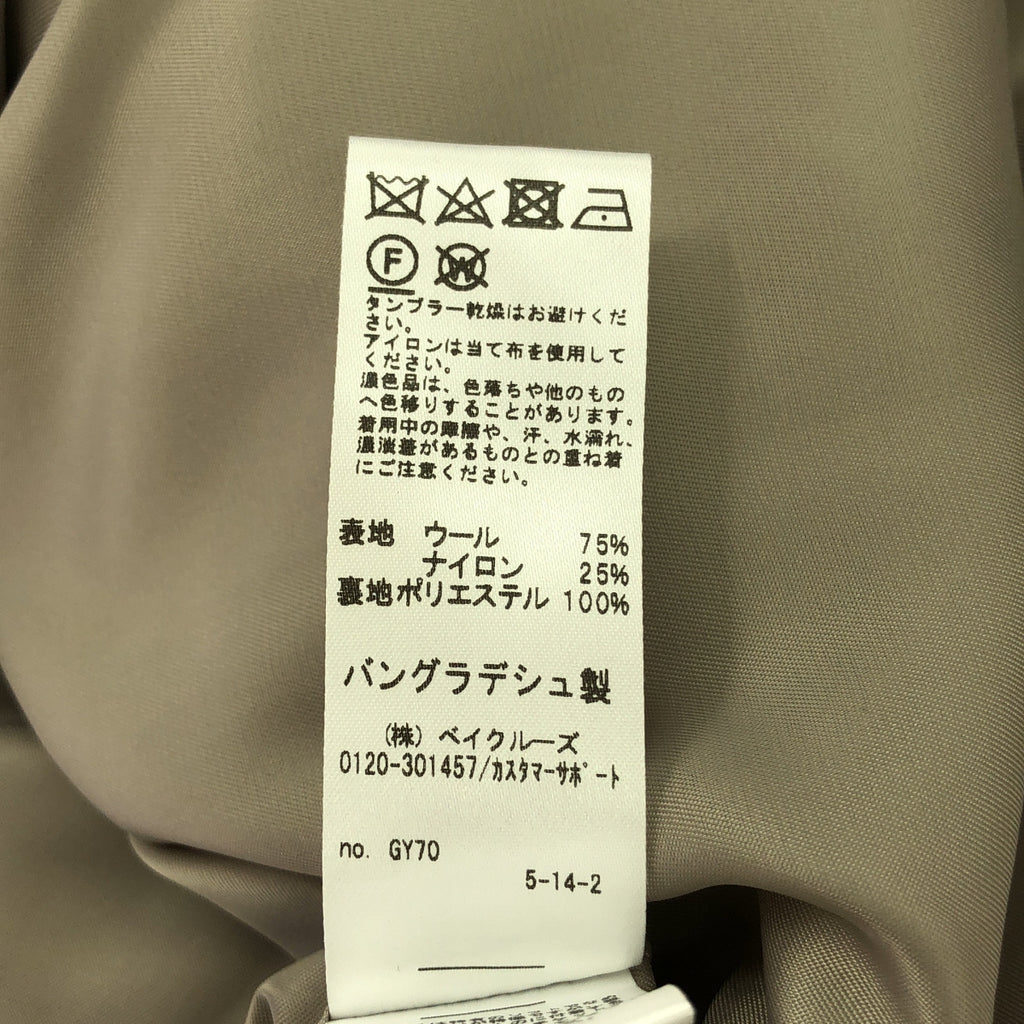 F W
タンブラー乾燥はお避けくだ
さい。
アイロンは当て布を使用して
ください。
濃色品は、色落ちや他のもの
へ色移りすることがあります。
着用中の摩擦や、汗、水濡れ、
濃淡差があるものとの重ね着
にご注意ください。
表地 ウール 75%
ナイロン 25%
裏地ポリエステル 100%
バングラデシュ製
(株) ベイクルーズ
0120-301457/カスタマーサポート
no. GY70
5-14-2